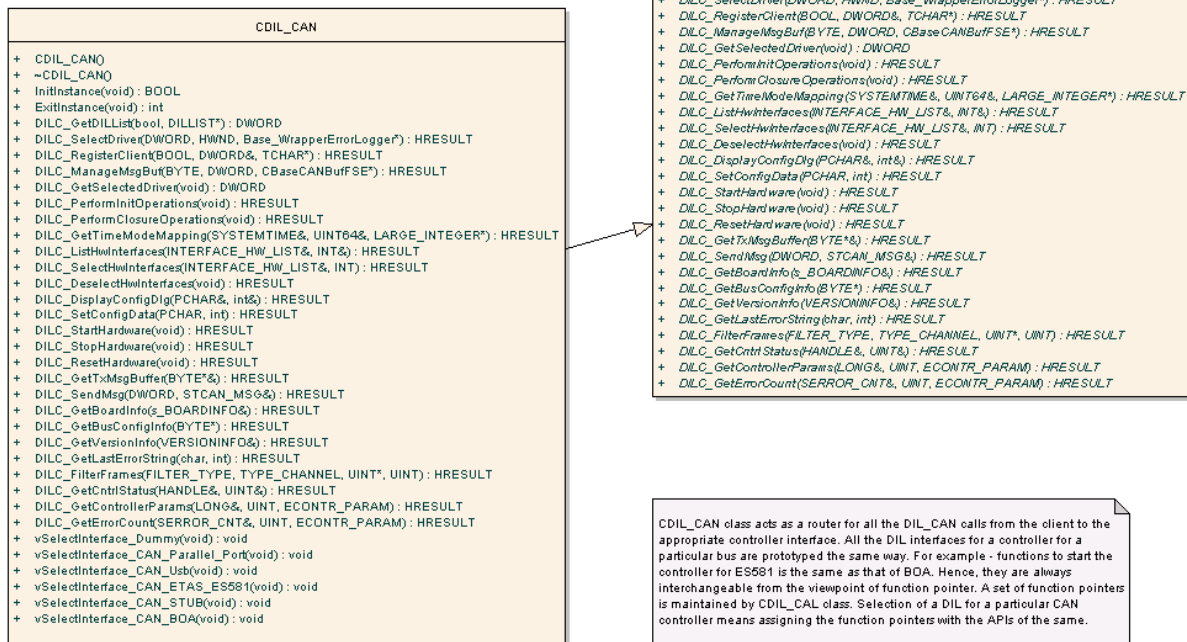 CDIL_CAN
+ CDIL_CAN()
+ ~CDIL_CAN()
+ InitInstance(void) : BOOL
+ ExitInstance(void) : int
+ DILC_GetDILList(bool, DILLIST*) : DWORD
+ DILC_SelectDriver(DWORD, HWND, Base_WrapperErrorLogger*) : HRESULT
+ DILC_RegisterClient(BOOL, DWORD&, TCHAR*) : HRESULT
+ DILC_ManageMsgBuf(BYTE, DWORD, CBaseCANBufFSE*) : HRESULT
+ DILC_GetSelectedDriver(void) : DWORD
+ DILC_PerformInitOperations(void) : HRESULT
+ DILC_PerformClosureOperations(void) : HRESULT
+ DILC_GetTimeModeMapping(SYSTEMTIME&, UINT64&, LARGE_INTEGER*) : HRESULT
+ DILC_ListHwInterfaces(INTERFACE_HW_LIST&, INT&) : HRESULT
+ DILC_SelectHwInterfaces(INTERFACE_HW_LIST&, INT) : HRESULT
+ DILC_DeselectHwInterfaces(void) : HRESULT
+ DILC_DisplayConfigDlg(PCHAR&, int&) : HRESULT
+ DILC_SetConfigData(PCHAR, int) : HRESULT
+ DILC_StartHardware(void) : HRESULT
+ DILC_StopHardware(void) : HRESULT
+ DILC_ResetHardware(void) : HRESULT
+ DILC_GetTxMsgBuffer(BYTE*&) : HRESULT
+ DILC_SendMsg(DWORD, STCAN_MSG&) : HRESULT
+ DILC_GetBoardInfo(s_BOARDINFO&) : HRESULT
+ DILC_GetBusConfigInfo(BYTE*) : HRESULT
+ DILC_GetVersionInfo(VERSIONINFO&) : HRESULT
+ DILC_GetLastErrorString(char, int) : HRESULT
+ DILC_FilterFrames(FILTER_TYPE, TYPE_CHANNEL, UINT*, UINT) : HRESULT
+ DILC_GetCntrlStatus(HANDLE&, UINT&) : HRESULT
+ DILC_GetControllerParams(LONG&, UINT, ECONTR_PARAM) : HRESULT
+ DILC_GetErrorCount(SERROR_CNT&, UINT, ECONTR_PARAM) : HRESULT
+ vSelectInterface_Dummy(void) : void
+ vSelectInterface_CAN_Parallel_Port(void) : void
+ vSelectInterface_CAN_Usb(void) : void
+ vSelectInterface_CAN_ETAS_ES581(void) : void
+ vSelectInterface_CAN_STUB(void) : void
+ vSelectInterface_CAN_BOA(void) : void
+ DILC_SelectDriver(DWORD, HWND, Base_WrapperErrorLogger*) : HRESULT
+ DILC_RegisterClient(BOOL, DWORD&, TCHAR*) : HRESULT
+ DILC_ManageMsgBuf(BYTE, DWORD, CBaseCANBufFSE*) : HRESULT
+ DILC_GetSelectedDriver(void) : DWORD
+ DILC_PerformInitOperations(void) : HRESULT
+ DILC_PerformClosureOperations(void) : HRESULT
+ DILC_GetTimeModeMapping(SYSTEMTIME&, UINT64&, LARGE_INTEGER*) : HRESULT
+ DILC_ListHwInterfaces(INTERFACE_HW_LIST&, INT&) : HRESULT
+ DILC_SelectHwInterfaces(INTERFACE_HW_LIST&, INT) : HRESULT
+ DILC_DeselectHwInterfaces(void) : HRESULT
+ DILC_DisplayConfigDlg(PCHAR&, int&) : HRESULT
+ DILC_SetConfigData(PCHAR, int) : HRESULT
+ DILC_StartHardware(void) : HRESULT
+ DILC_StopHardware(void) : HRESULT
+ DILC_ResetHardware(void) : HRESULT
+ DILC_GetTxMsgBuffer(BYTE*&) : HRESULT
+ DILC_SendMsg(DWORD, STCAN_MSG&) : HRESULT
+ DILC_GetBoardInfo(s_BOARDINFO&) : HRESULT
+ DILC_GetBusConfigInfo(BYTE*) : HRESULT
+ DILC_GetVersionInfo(VERSIONINFO&) : HRESULT
+ DILC_GetLastErrorString(char, int) : HRESULT
+ DILC_FilterFrames(FILTER_TYPE, TYPE_CHANNEL, UINT*, UINT) : HRESULT
+ DILC_GetCntrlStatus(HANDLE&, UINT&) : HRESULT
+ DILC_GetControllerParams(LONG&, UINT, ECONTR_PARAM) : HRESULT
+ DILC_GetErrorCount(SERROR_CNT&, UINT, ECONTR_PARAM) : HRESULT
CDIL_CAN class acts as a router for all the DIL_CAN calls from the client to the
appropriate controller interface. All the DIL interfaces for a controller for a
particular bus are prototyped the same way. For example - functions to start the
controller for ES581 is the same as that of BOA. Hence, they are always
interchangeable from the viewpoint of function pointer. A set of function pointers
is maintained by CDIL_CAL class. Selection of a DIL for a particular CAN
controller means assigning the function pointers with the APIs of the same.